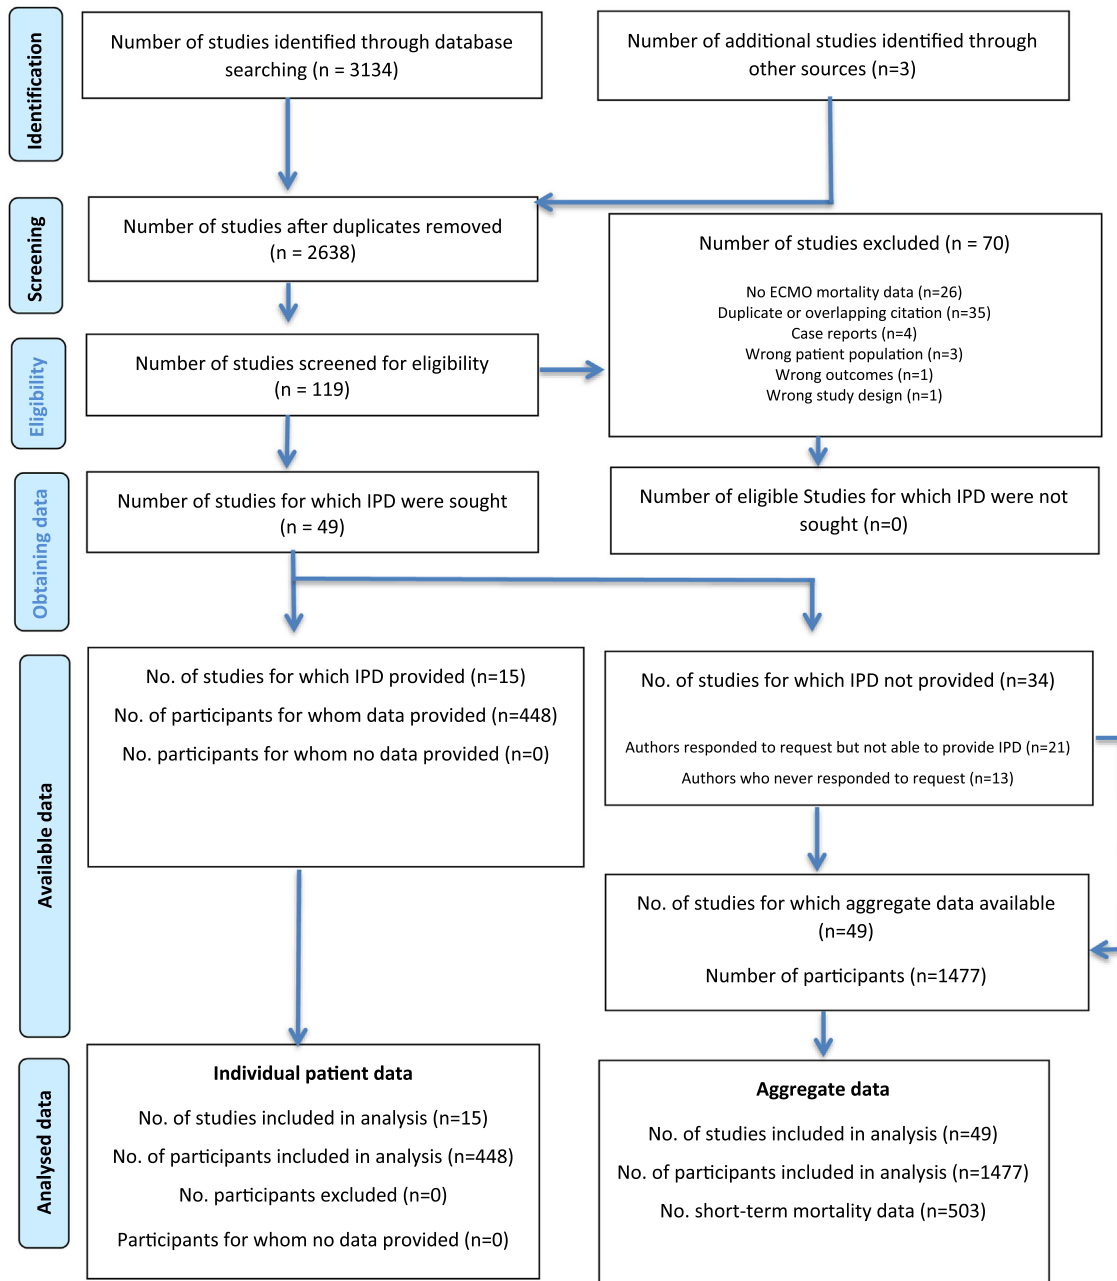 Identification
Number of studies identified through database
searching (n = 3134)
Number of additional studies identified through
other sources (n=3)
Screening
Number of studies after duplicates removed
(n = 2638)
Number of studies excluded (n = 70)
No ECMO mortality data (n=26)
Duplicate or overlapping citation (n=35)
Case reports (n=4)
Wrong patient population (n=3)
Wrong outcomes (n=1)
Wrong study design (n=1)
Eligibility
Number of studies screened for eligibility
(n = 119)
Obtaining data
Number of studies for which IPD were sought
(n = 49)
Number of eligible Studies for which IPD were not
sought (n=0)
Available data
No. of studies for which IPD provided (n=15)
No. of participants for whom data provided (n=448)
No. participants for whom no data provided (n=0)
No. of studies for which IPD not provided (n=34)
Authors responded to request but not able to provide IPD (n=21)
Authors who never responded to request (n=13)
No. of studies for which aggregate data available
(n=49)
Number of participants (n=1477)
Analysed data
Individual patient data
No. of studies included in analysis (n=15)
No. of participants included in analysis (n=448)
No. participants excluded (n=0)
Participants for whom no data provided (n=0)
Aggregate data
No. of studies included in analysis (n=49)
No. of participants included in analysis (n=1477)
No. short-term mortality data (n=503)